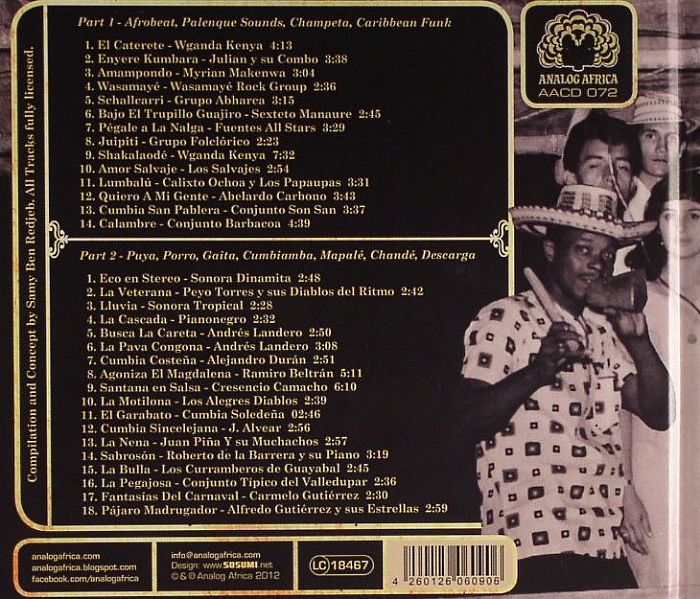 Part 1 - Afrobeat, Palenque Sounds, Champeta, Caribbean Funk
1. El Caterete - Wganda Kenya 4:13
2. Enyere Kumbara - Julian y su Combo 3:38
3. Amampondo - Myrian Makenwa 3:04
4. Wasamayé - Wasamayé Rock Group 2:36
5. Schallcarri - Grupo Abharca 3:15
6. Bajo El Trupillo Guajiro - Sexteto Manaure 2:45
7. Pégale a La Nalga - Fuentes All Stars 3:29
8. Juipiti - Grupo Folclórico 2:23
9. Shakalaodé - Wganda Kenya 7:32
10. Amor Salvaje - Los Salvajes 2:54
11. Lumbalú - Calixto Ochoa y Los Papaupas 3:31
12. Quiero A Mi Gente - Abelardo Carbono 3:43
13. Cumbia San Pablera - Conjunto Son San 3:37
14. Calambre - Conjunto Barbacoa 4:39
Part 2 - Puya, Porro, Gaita, Cumbiamba, Mapalé, Chandé, Descarga
1. Eco en Stereo - Sonora Dinamita 2:48
2. La Veterana - Peyo Torres y sus Diablos del Ritmo 2:42
3. Lluvia - Sonora Tropical 2:28
4. La Cascada - Pianonegro 2:32
5. Busca La Careta - Andrés Landero 2:50
6. La Pava Congona - Andrés Landero 3:08
7. Cumbia Costeña - Alejandro Durán 2:51
8. Agoniza El Magdalena - Ramiro Beltrán 5:11
9. Santana en Salsa - Cresencio Camacho 6:10
10. La Motilona - Los Alegres Diablos 2:39
11. El Garabato - Cumbia Soledeña 02:46
12. Cumbia Sincelejana - J. Alvear 2:56
13. La Nena - Juan Piña Y su Muchachos 2:57
14. Sabrosón - Roberto de la Barrera y su Piano 3:19
15. La Bulla - Los Curramberos de Guayabal 2:45
16. La Pegajosa - Conjunto Típico del Valledupar 2:36
17. Fantasías Del Carnaval - Carmelo Gutiérrez 2:30
18. Pájaro Madrugador - Alfredo Gutiérrez y sus Estrellas 2:59
Compilation and Concept by Samy Ben Redjeb. All Tracks fully licensed.
ANALOG AFRICA
AACD 072
analogafrica.com
analogafrica.blogspot.com
facebook.com/analogafrica
info@analogafrica.com
Design: www.SOSUMI.net
℗ & © Analog Africa 2012
LC 18467
4 260126 060906